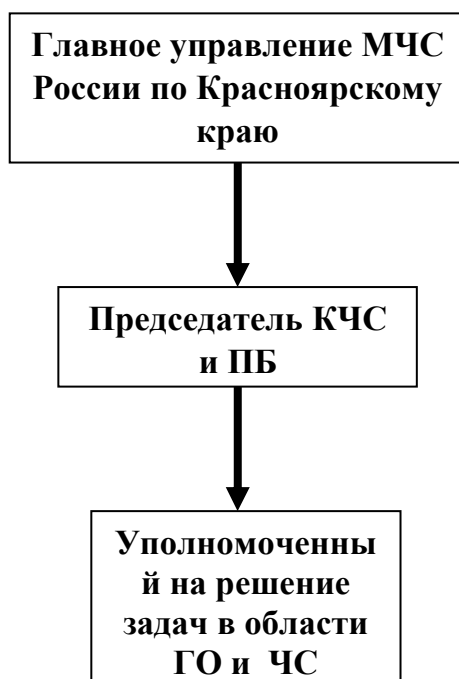 Главное управление МЧС
России по Красноярскому
краю
Председатель КЧС
и ПБ
Уполномоченны
й на решение
задач в области
ГО и ЧС